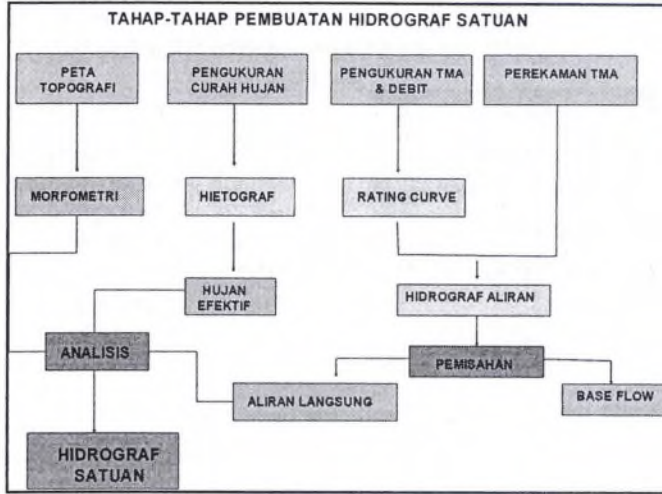 TAHAP-TAHAP PEMBUATAN HIDROGRAF SATUAN
PETA
TOPOGRAFI
PENGUKURAN
CURAH HUJAN
PENGUKURAN TMA
& DEBIT
PEREKAMAN TMA
MORFOMETRI
HIETOGRAF
RATING CURVE
HUJAN
EFEKTIF
HIDROGRAF ALIRAN
ANALISIS
PEMISAHAN
ALIRAN LANGSUNG
BASE FLOW
HIDROGRAF
SATUAN